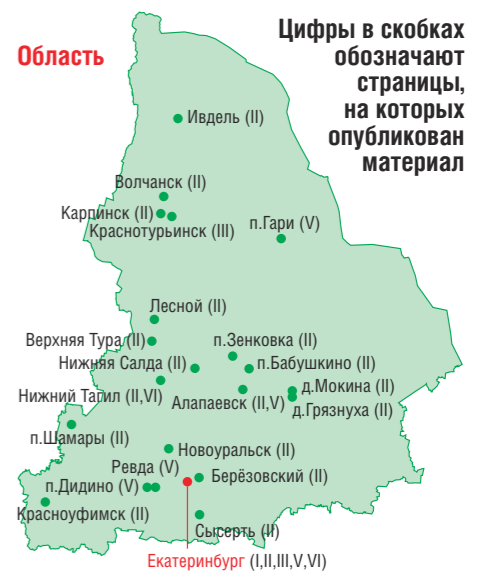 Область
Цифры в скобках
обозначают
страницы,
на которых
опубликован
материал
Ивдель (II)
Волчанск (II)
Карпинск (II)
Краснотурьинск (III)
п.Гари (V)
Лесной (II)
Верхняя Тура (II)
п.Зенковка (II)
Нижняя Салда (II)
п.Бабушкино (II)
Нижний Тагил (II,VI)
д.Мокина (II)
Алапаевск (II,V)
д.Грязнуха (II)
п.Шамары (II)
Новоуральск (II)
Ревда (V)
Берёзовский (II)
п.Дидино (V)
Красноуфимск (II)
Сысерть (II)
Екатеринбург (I,II,III,V,VI)